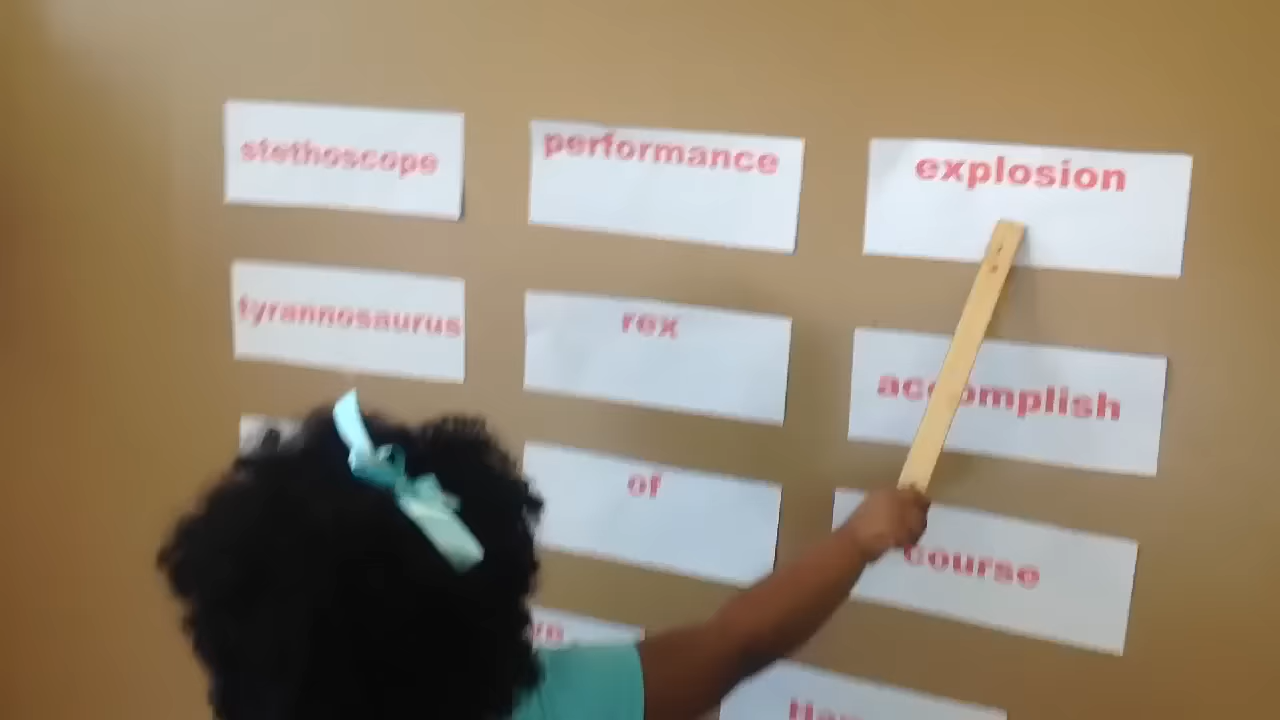 stethoscope
performance
explosion
tyrannosaurus
rex
accomplish
of
course